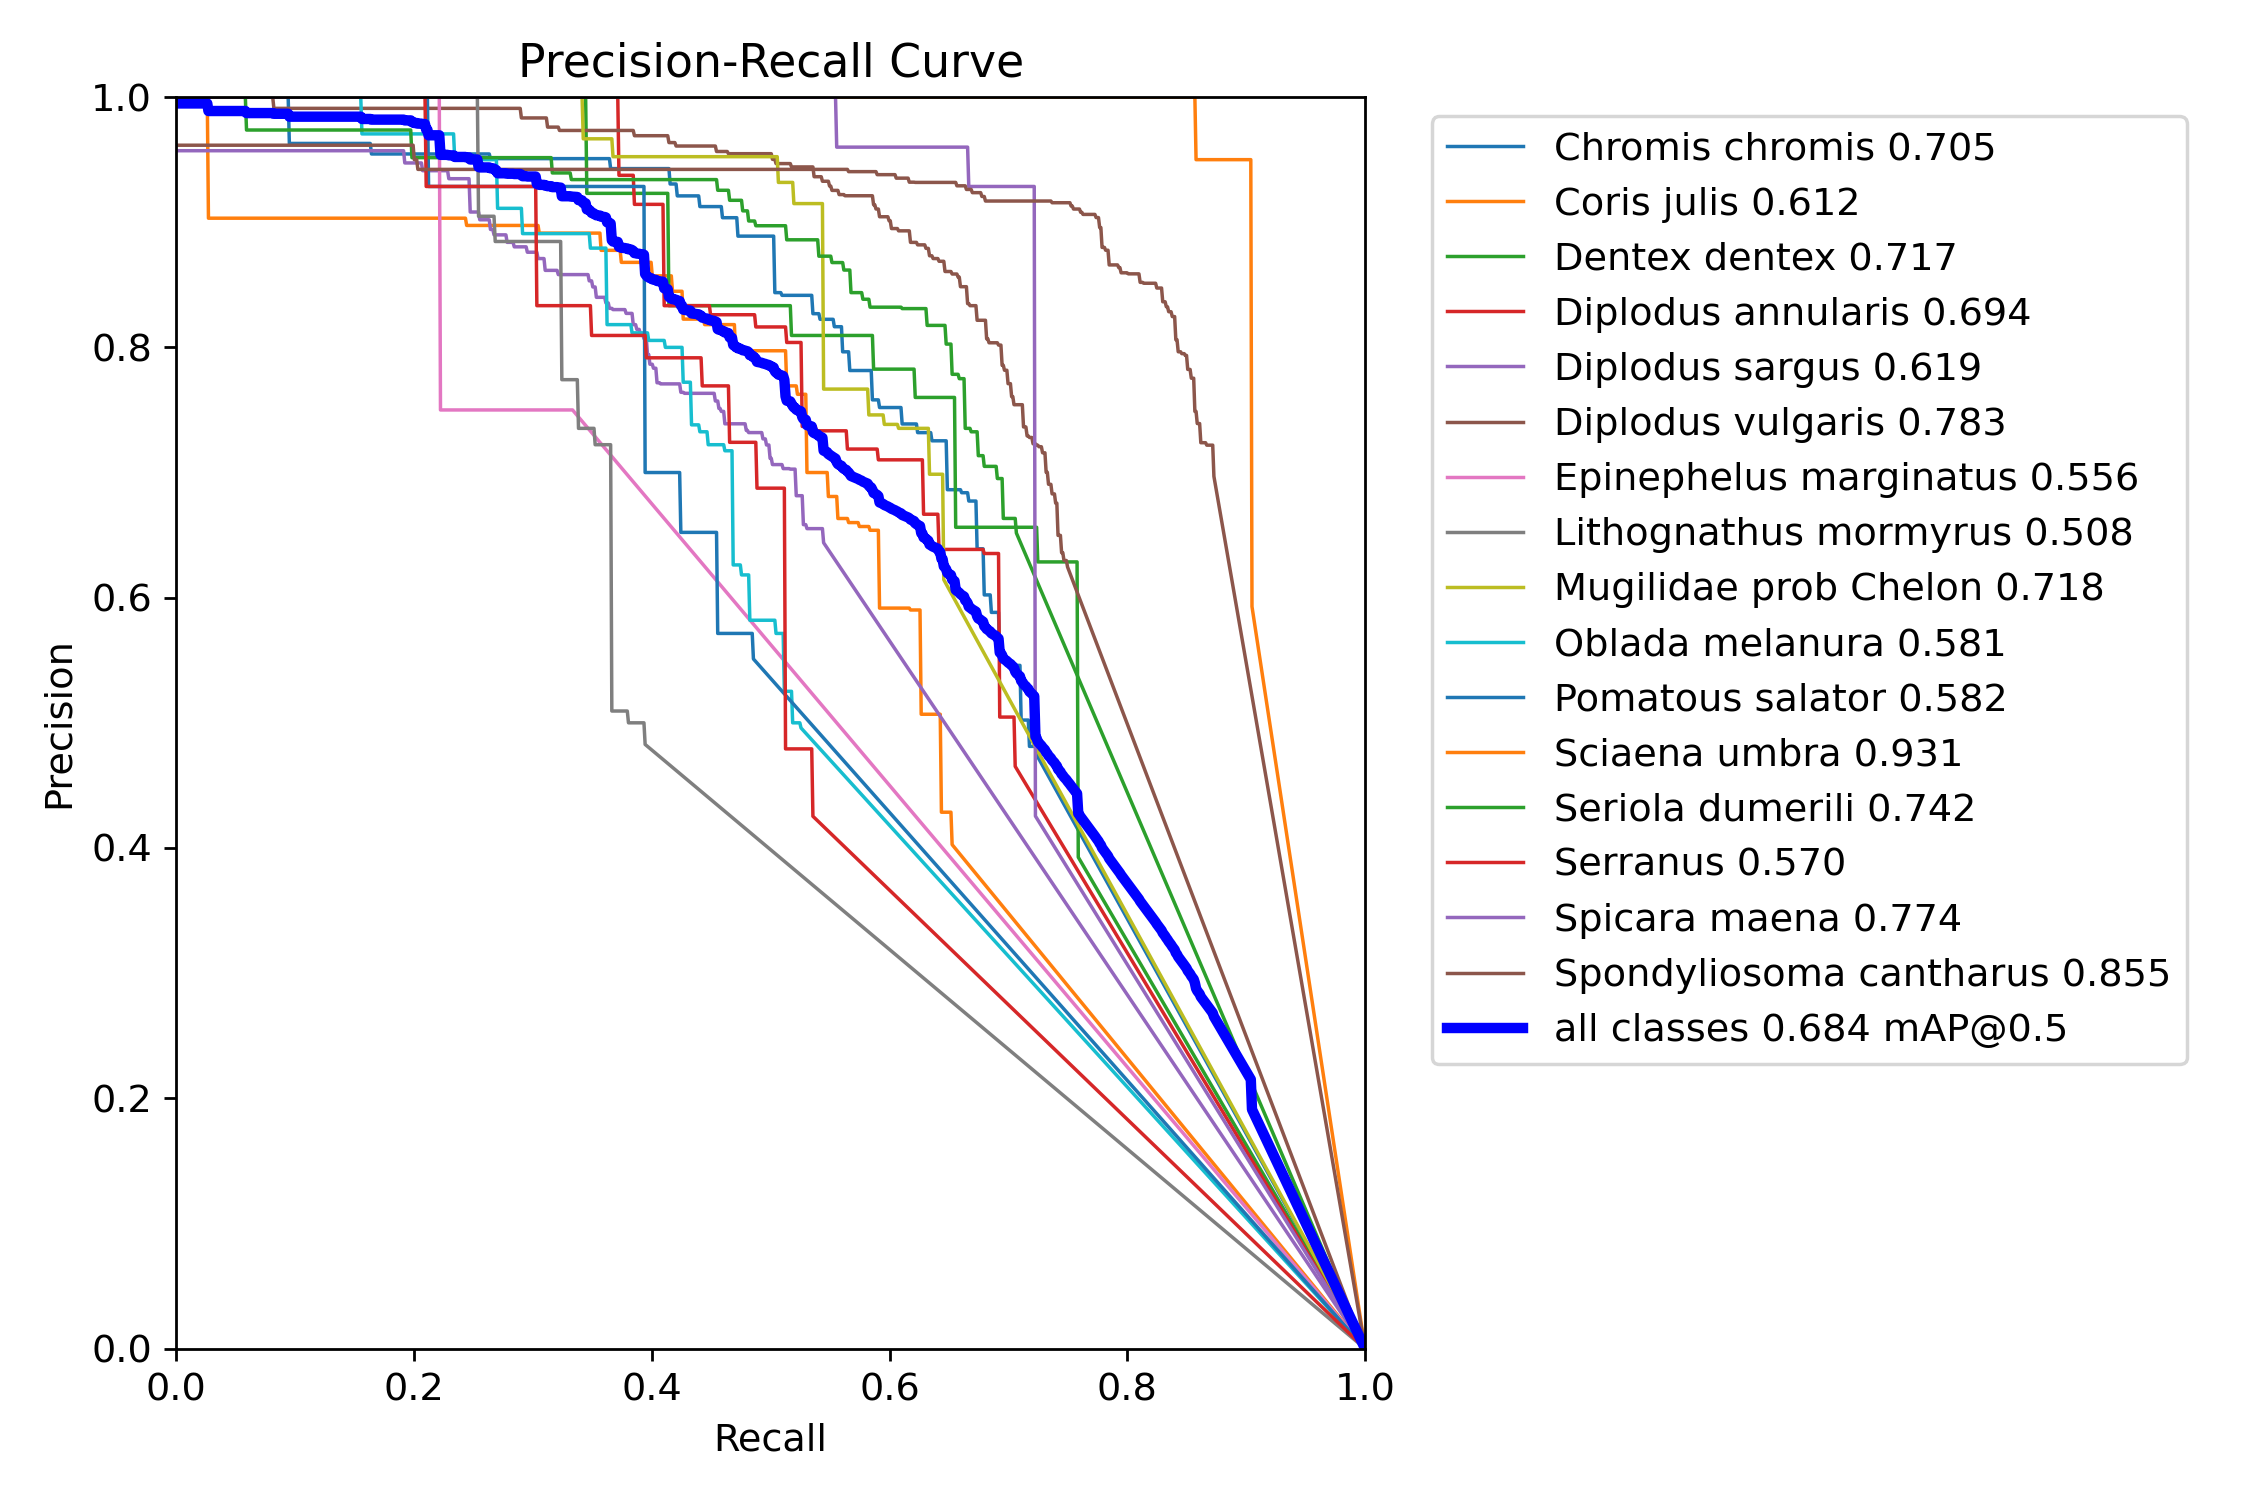 Precision-Recall Curve
1.0
0.8
0.6
0.4
0.2
0.0
Precision
0.0 0.2 0.4 0.6 0.8 1.0
Recall
Chromis chromis 0.705
Coris julis 0.612
Dentex dentex 0.717
Diplodus annularis 0.694
Diplodus sargus 0.619
Diplodus vulgaris 0.783
Epinephelus marginatus 0.556
Lithognathus mormyrus 0.508
Mugilidae prob Chelon 0.718
Oblada melanura 0.581
Pomatous salator 0.582
Sciaena umbra 0.931
Seriola dumerili 0.742
Serranus 0.570
Spicara maena 0.774
Spondyliosoma cantharus 0.855
all classes 0.684 mAP@0.5